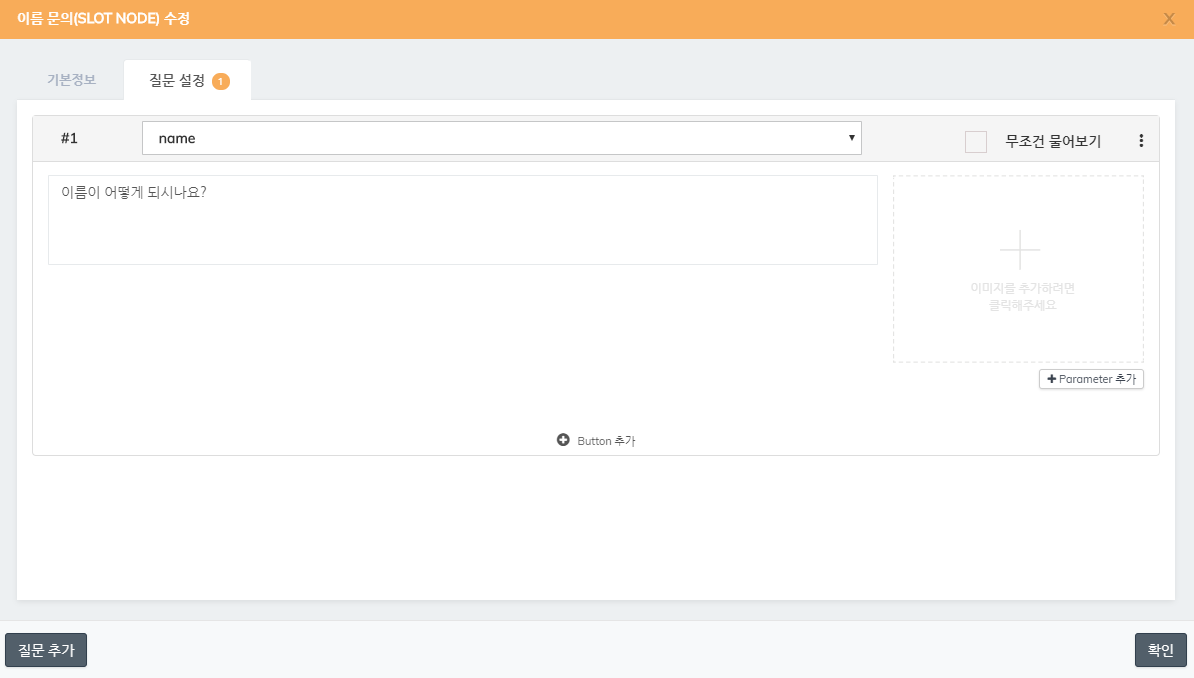 이름 문의(SLOT NODE) 수정
X
기본정보
질문 설정 1
#1
name
무조건 물어보기
이름이 어떻게 되시나요?
이미지를 추가하려면
클릭해주세요
Parameter 추가
Button 추가
질문 추가
확인